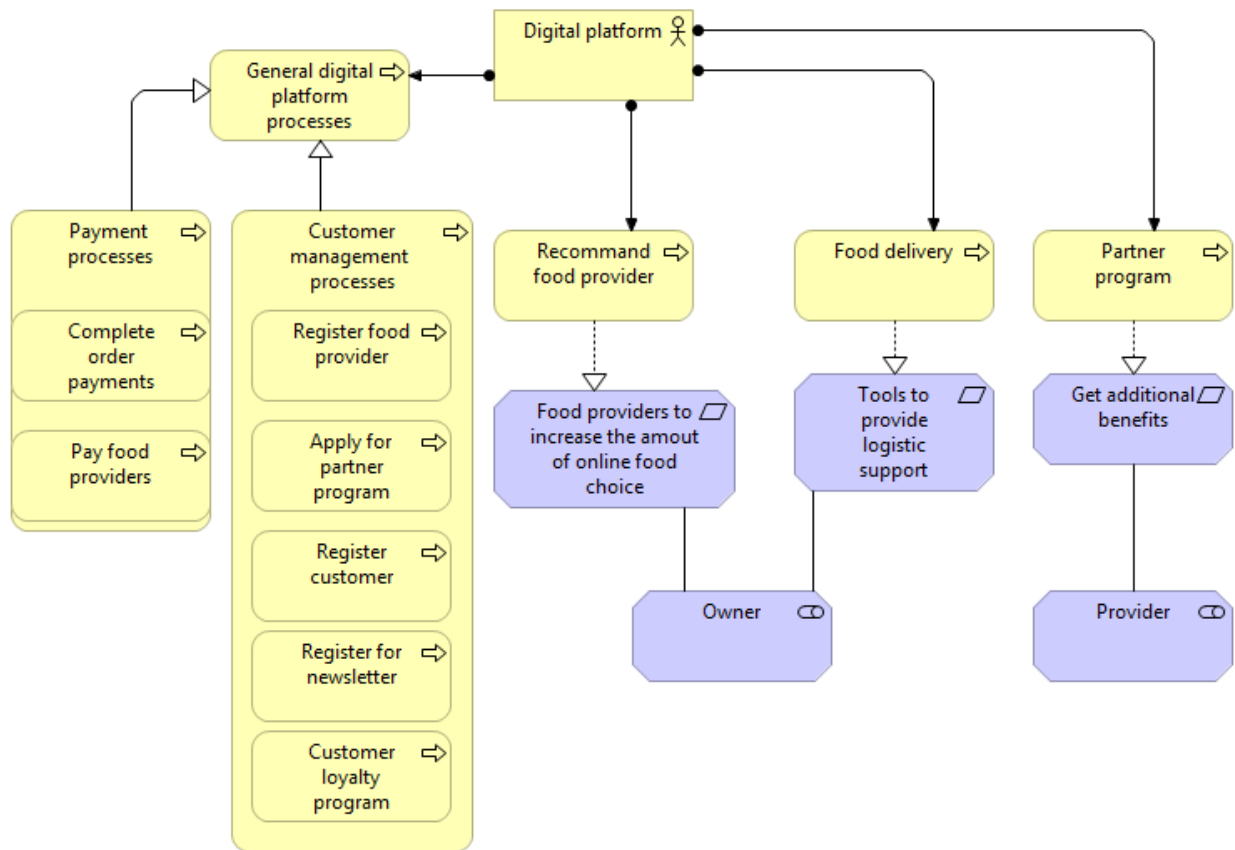 Digital platform
General digital
platform
processes
Payment
processes
Customer
management
processes
Recommand
food provider
Food delivery
Partner
program
Complete
order
payments
Register food
provider
Food providers to
increase the amout
of online food
choice
Tools to
provide
logistic
support
Get additional
benefits
Pay food
providers
Apply for
partner
program
Register
customer
Owner
Provider
Register for
newsletter
Customer
loyalty
program